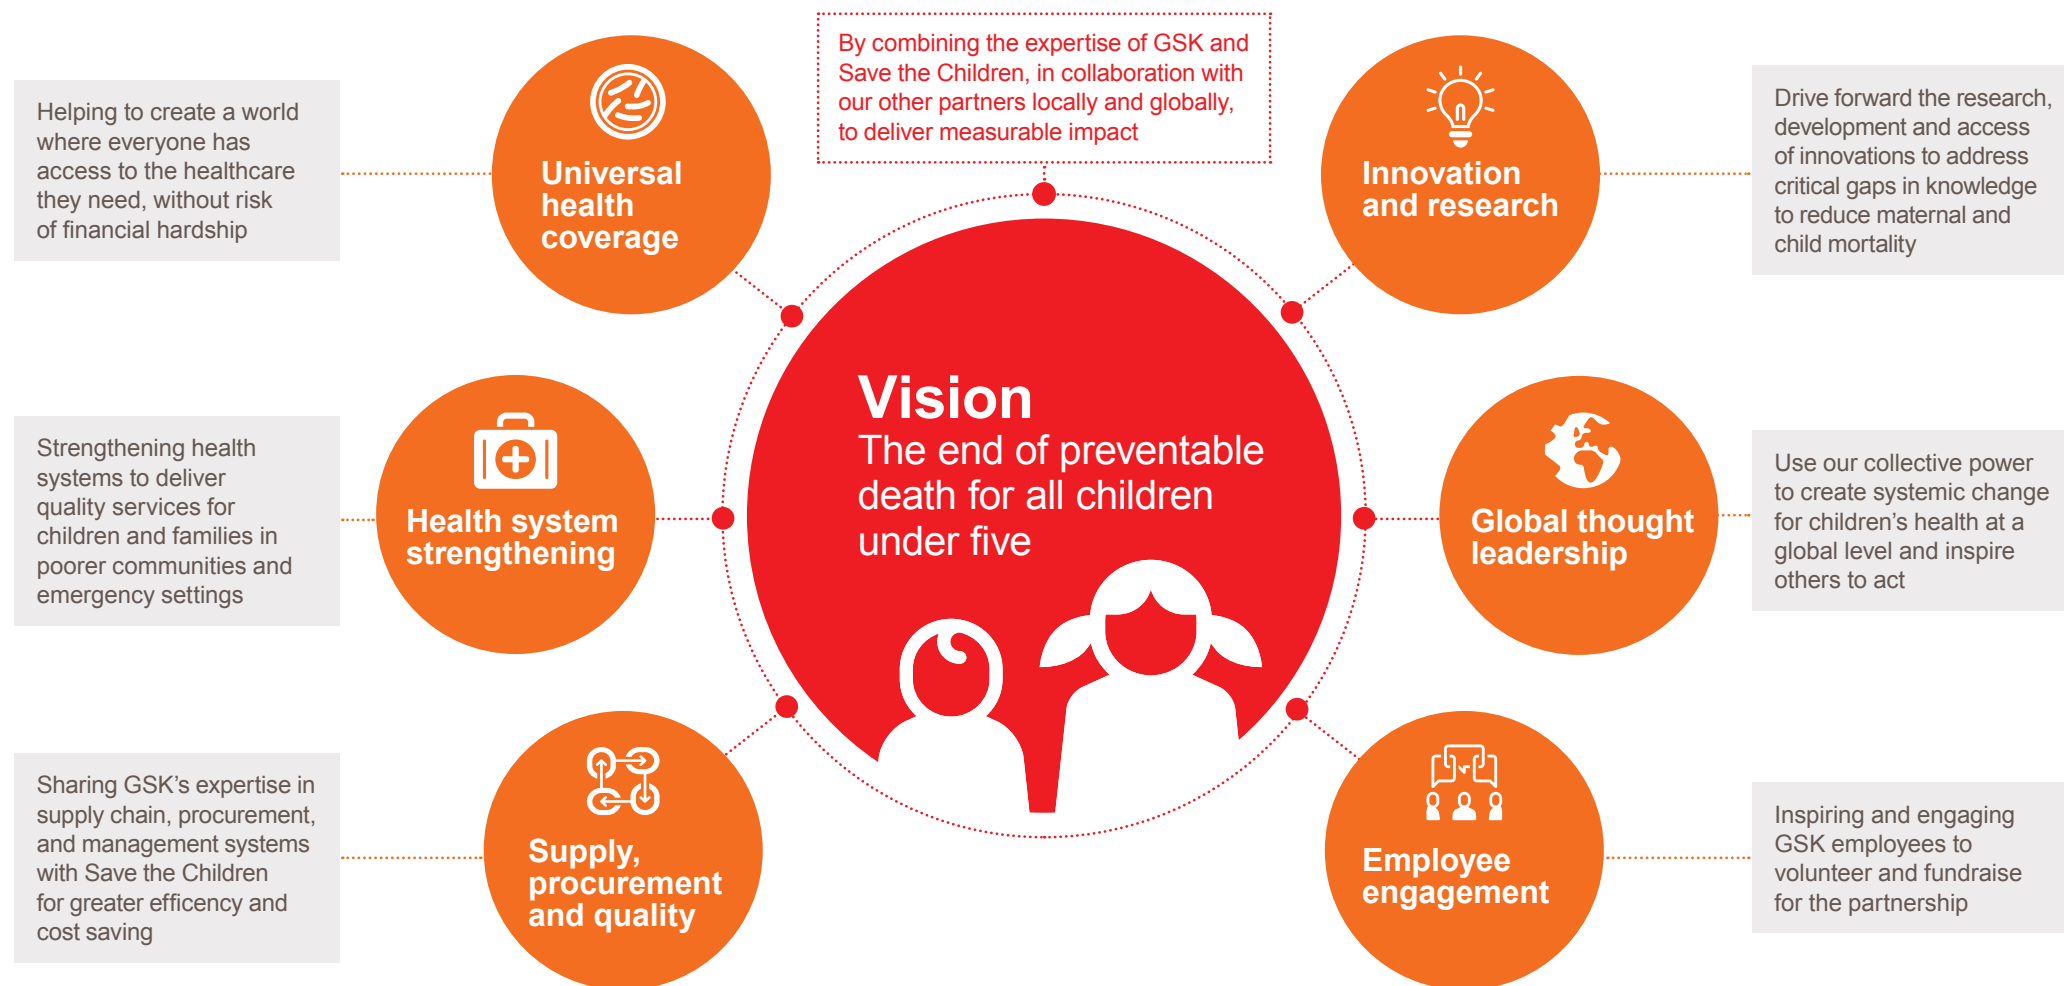 By combining the expertise of GSK and
Save the Children, in collaboration with
our other partners locally and globally,
to deliver measurable impact
Helping to create a world
where everyone has
access to the healthcare
they need, without risk
of financial hardship
Universal
health
coverage
Innovation
and research
Drive forward the research,
development and access
of innovations to address
critical gaps in knowledge
to reduce maternal and
child mortality
Vision
The end of preventable
death for all children
under five
Strengthening health
systems to deliver
quality services for
children and families in
poorer communities and
emergency settings
Health system
strengthening
Global thought
leadership
Use our collective power
to create systemic change
for children’s health at a
global level and inspire
others to act
Sharing GSK’s expertise in
supply chain, procurement,
and management systems
with Save the Children
for greater efficency and
cost saving
Supply,
procurement
and quality
Employee
engagement
Inspiring and engaging
GSK employees to
volunteer and fundraise
for the partnership